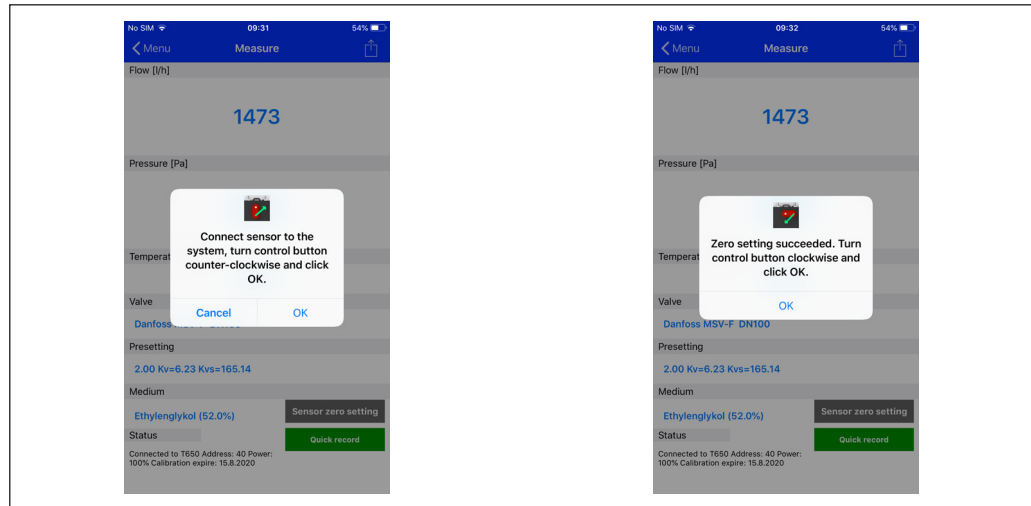 No SIM 09:31 54%
Menu Measure
Flow [l/h]
1473
Pressure [Pa]
Connect sensor to the
system, turn control button
counter-clockwise and click
OK.
Cancel OK
Temperat
Valve
Danfoss
Presetting
2.00 Kv=6.23 Kvs=165.14
Medium
Ethylenglykol (52.0%)
Sensor zero setting
Status
Quick record
Connected to T650 Address: 40 Power:
100% Calibration expire: 15.8.2020
No SIM 09:32 54%
Menu Measure
Flow [l/h]
1473
Pressure [Pa]
Zero setting succeeded. Turn
control button clockwise and
click OK.
OK
Temperat
Valve
Danfoss MSV-F DN100
Presetting
2.00 Kv=6.23 Kvs=165.14
Medium
Ethylenglykol (52.0%)
Sensor zero setting
Status
Quick record
Connected to T650 Address: 40 Power:
100% Calibration expire: 15.8.2020